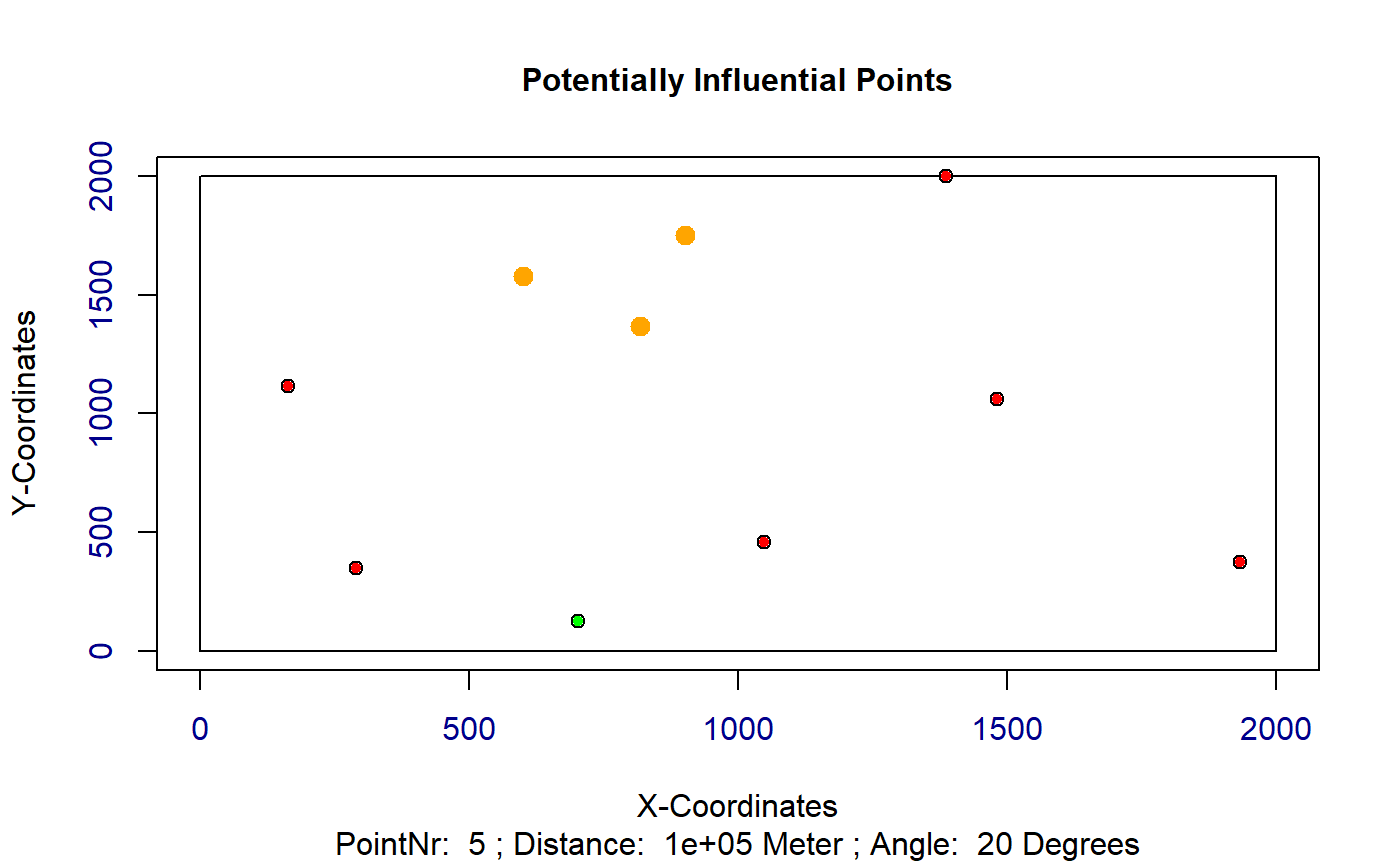 Potentially Influential Points
Y-Coordinates
2000
1500
1000
500
0
0 500 1000 1500 2000
X-Coordinates
PointNr:  5 ; Distance:  1e+05 Meter ; Angle:  20 Degrees